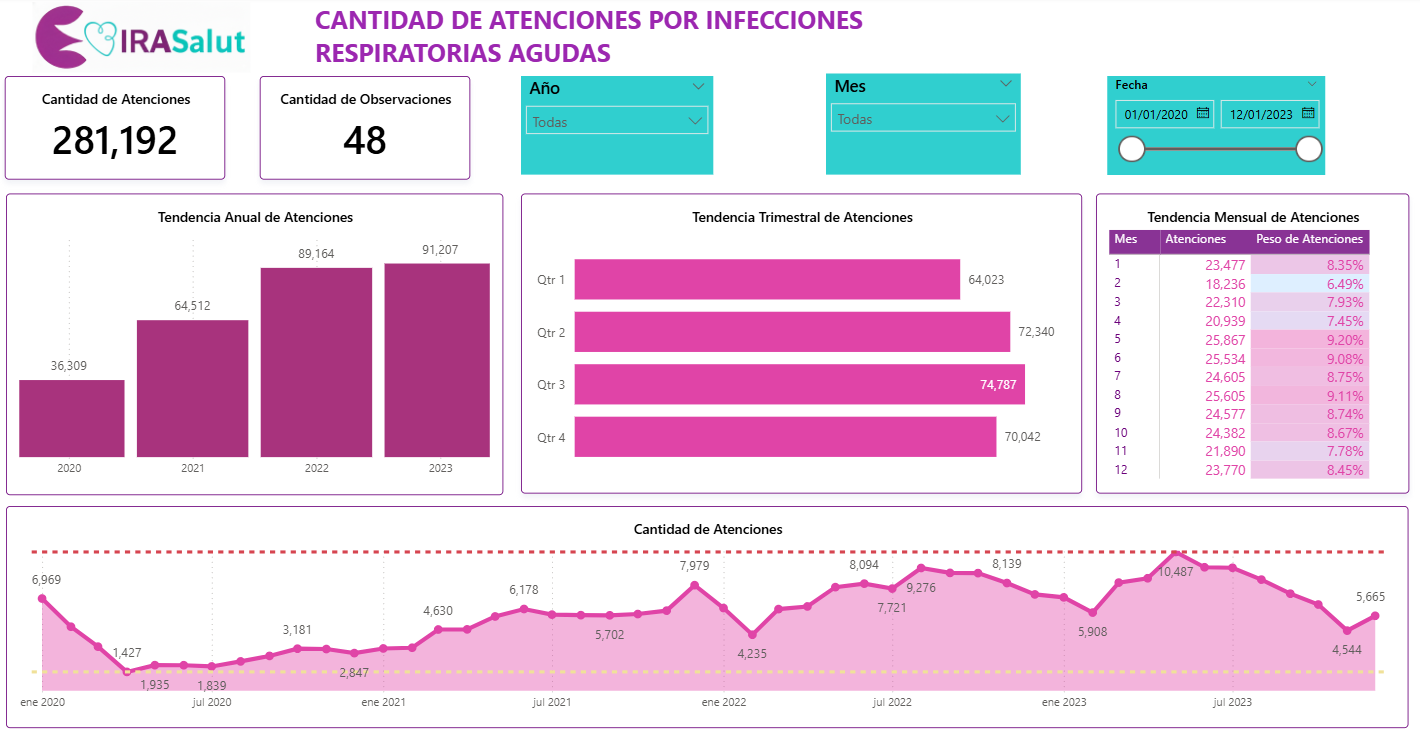 IRASalut
CANTIDAD DE ATENCIONES POR INFECCIONES
RESPIRATORIAS AGUDAS
Cantidad de Atenciones
281,192
Cantidad de Observaciones
48
Año
Todas
Mes
Todas
Fecha
01/01/2020 12/01/2023
Tendencia Anual de Atenciones
36,309
64,512
89,164
91,207
2020 2021 2022 2023
Tendencia Trimestral de Atenciones
Qtr 1 64,023
Qtr 2 72,340
Qtr 3 74,787
Qtr 4 70,042
Tendencia Mensual de Atenciones
Mes Atenciones Peso de Atenciones
1 23,477 8.35%
2 18,236 6.49%
3 22,310 7.93%
4 20,939 7.45%
5 25,867 9.20%
6 25,534 9.08%
7 24,605 8.75%
8 25,605 9.11%
9 24,577 8.74%
10 24,382 8.67%
11 21,890 7.78%
12 23,770 8.45%
Cantidad de Atenciones
6,969
1,427
1,935
1,839
3,181
2,847
4,630
6,178
5,702
7,979
4,235
8,094
7,721
9,276
8,139
5,908
10,487
4,544
5,665
ene 2020 jul 2020 ene 2021 jul 2021 ene 2022 jul 2022 ene 2023 jul 2023